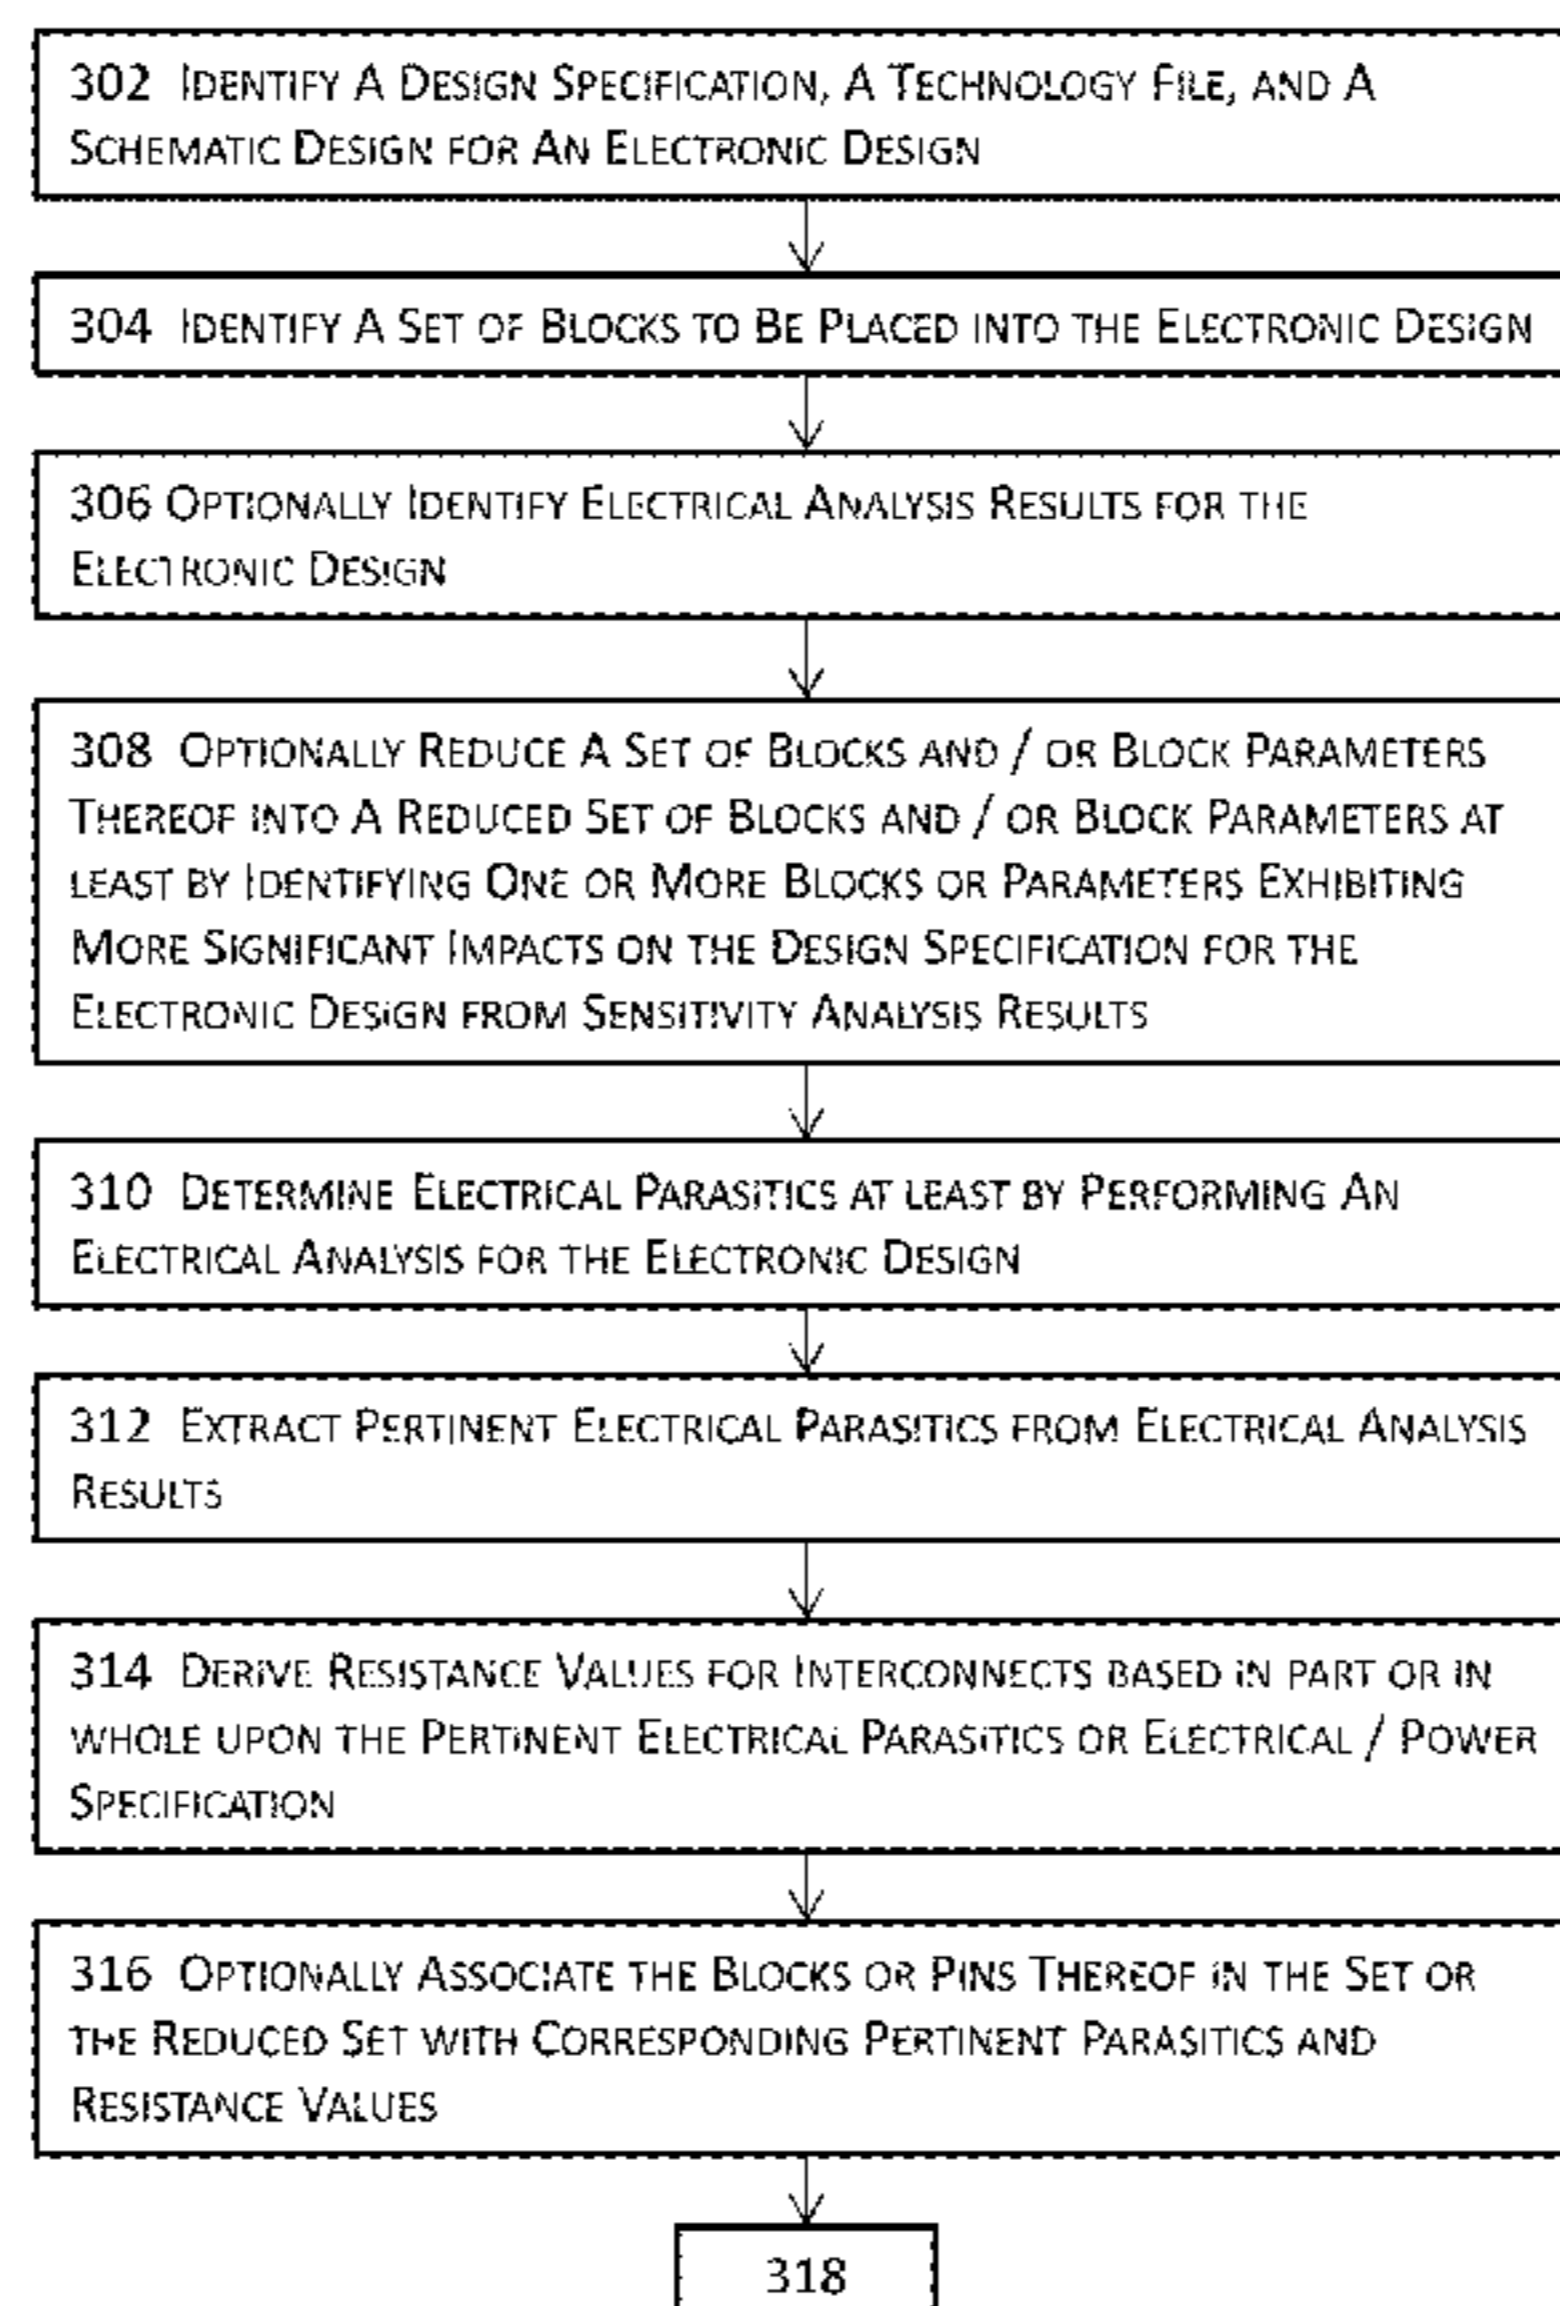 302 Identify A Design Specification, A Technology File, and A
Schematic Design for An Electronic Design
304 Identify A Set of Blocks to Be Placed into the Electronic Design
306 Optionally Identify Electrical Analysis Results for the
Electronic Design
308 Optionally Reduce A Set of Blocks and / or Block Parameters
Thereof into A Reduced Set of Blocks and / or Block Parameters at
least by Identifying One or More Blocks or Parameters Exhibiting
More Significant Impacts on the Design Specification for the
Electronic Design from Sensitivity Analysis Results
310 Determine Electrical Parasitics at least by Performing An
Electrical Analysis for the Electronic Design
312 Extract Pertinent Electrical Parasitics from Electrical Analysis
Results
314 Derive Resistance Values for Interconnects based in part or in
whole upon the Pertinent Electrical Parasitics or Electrical / Power
Specification
316 Optionally Associate the Blocks or Pins Thereof in the Set or
the Reduced Set with Corresponding Pertinent Parasitics and
Resistance Values
318